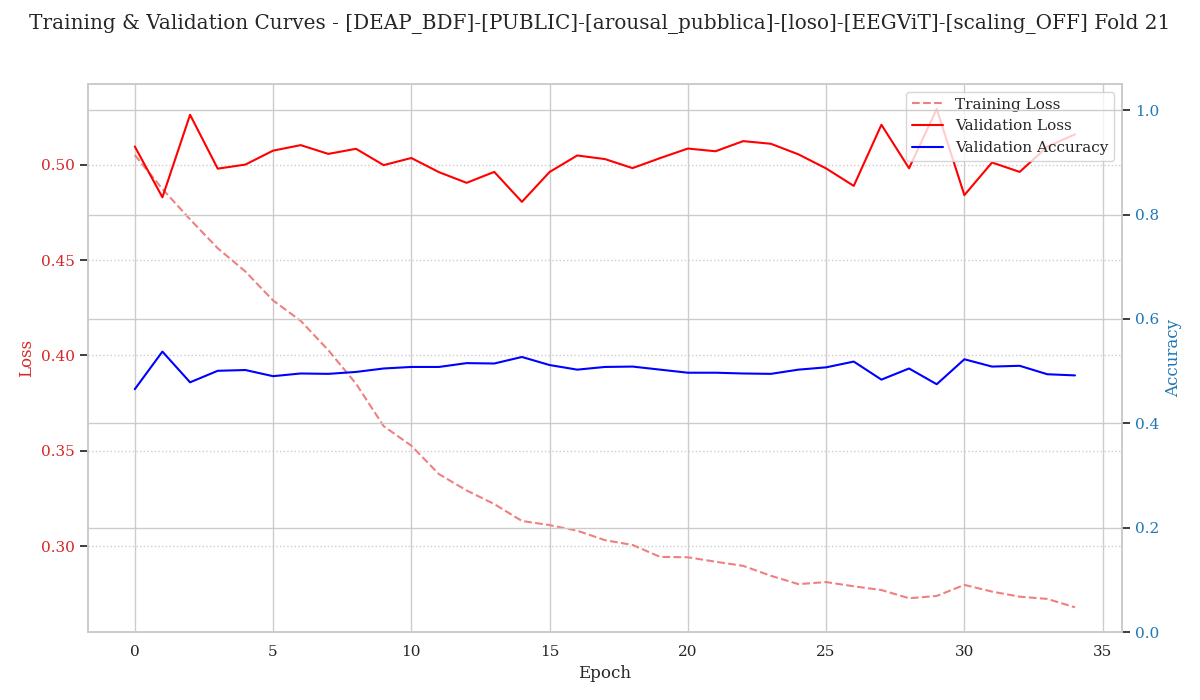 Training & Validation Curves - [DEAP_BDF]-[PUBLIC]-[arousal_pubblica]-[loso]-[EEGViT]-[scaling_OFF] Fold 21
Training Loss
Validation Loss
Validation Accuracy
Loss
0.50
0.45
0.40
0.35
0.30
1.0
0.8
0.6
0.4
0.2
0.0
Accuracy
0
5
10
15
20
25
30
35
Epoch